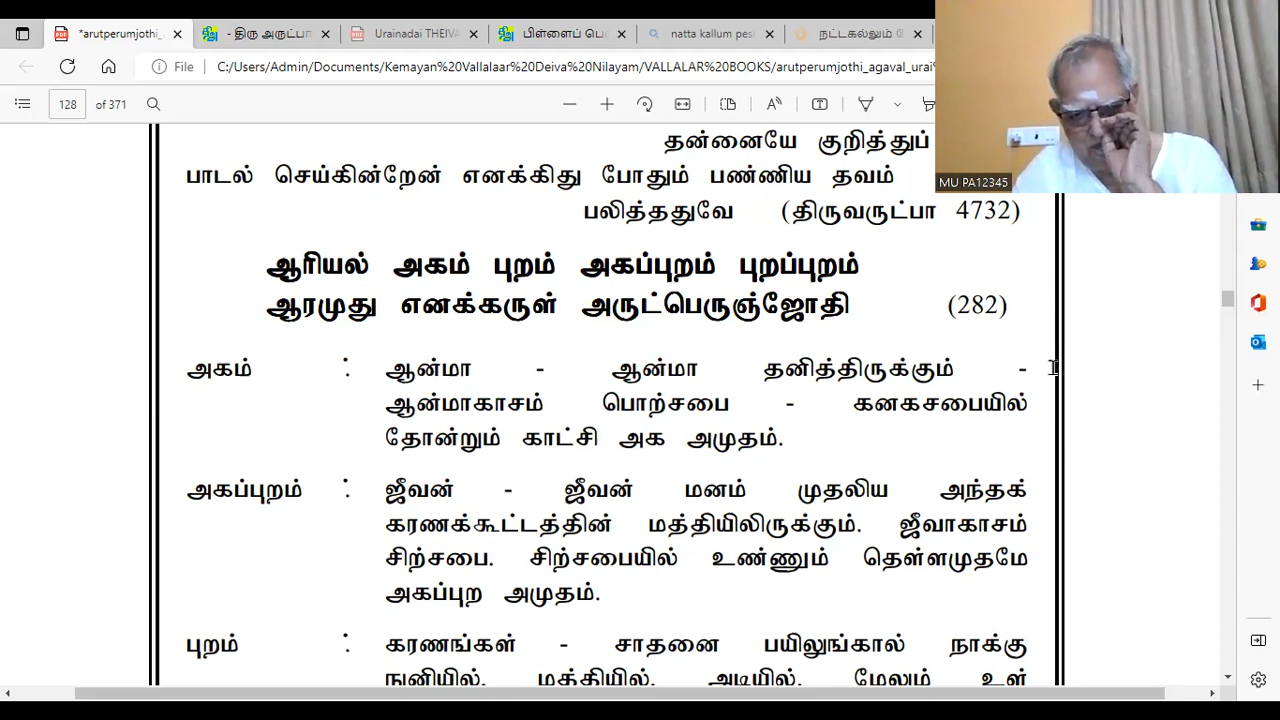 *arutperumjothi_
- திரு அருட்பா
Urainadai THEIVA
பிள்ளைப் பெ
natta kallum pes
நட்டகல்லும் பே
File C:/Users/Admin/Documents/Kemayan%20Vallalaar%20Deiva%20Nilayam/VALLALAR%20BOOKS/arutperumjothi_agaval_urai%
128 of 371
MU PA12345
தன்னையே குறித்துப்
பாடல் செய்கின்றேன் எனக்கிது போதும் பண்ணிய தவம்
பலித்ததுவே (திருவருட்பா 4732)
ஆரியல் அகம் புறம் அகப்புறம் புறப்புறம்
ஆரமுது எனக்கருள் அருட்பெருஞ்ஜோதி (282)
அகம் : ஆன்மா - ஆன்மா தனித்திருக்கும் -
ஆன்மாகாசம் பொற்சபை - கனகசபையில்
தோன்றும் காட்சி அக அமுதம்.
அகப்புறம் : ஜீவன் - ஜீவன் மனம் முதலிய அந்தக்
கரணக்கூட்டத்தின் மத்தியிலிருக்கும். ஜீவாகாசம்
சிற்சபை. சிற்சபையில் உண்ணும் தெள்ளமுதமே
அகப்புற அமுதம்.
புறம் : கரணங்கள் - சாதனை பயிலுங்கால் நாக்கு
நுனியில், மத்தியில், அடியில், மேலும் உள்